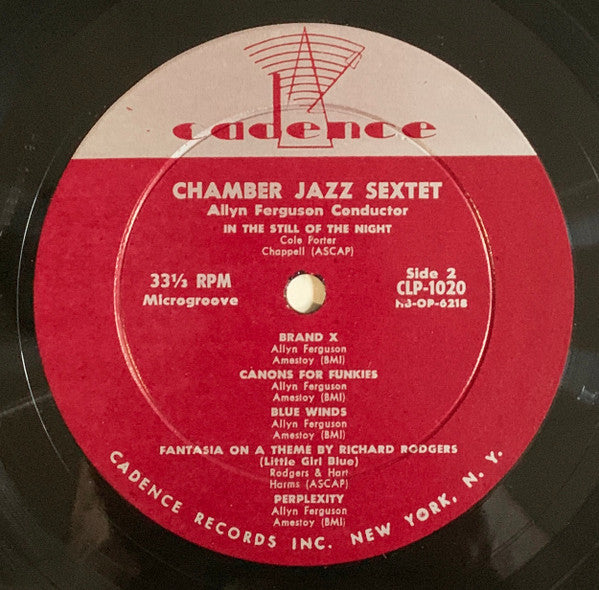 cadence
CHAMBER JAZZ SEXTET
Allyn Ferguson Conductor
IN THE STILL OF THE NIGHT
Cole Porter
Chappell (ASCAP)
33⅓ RPM
Microgroove
Side 2
CLP-1020
HB-OP-6218
BRAND X
Allyn Ferguson
Amestoy (BMI)
CANONS FOR FUNKIES
Allyn Ferguson
Amestoy (BMI)
BLUE WINDS
Allyn Ferguson
Amestoy (BMI)
FANTASIA ON A THEME BY RICHARD RODGERS
(Little Girl Blue)
Rodgers & Hart
Harms (ASCAP)
PERPLEXITY
Allyn Ferguson
Amestoy (BMI)
CADENCE RECORDS INC. NEW YORK, N. Y.